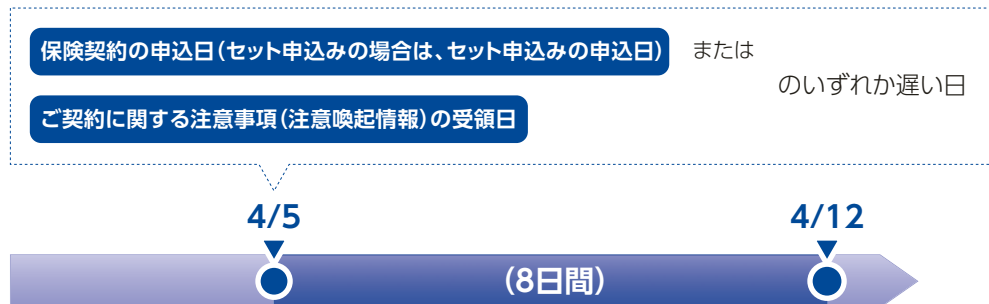 保険契約の申込日(セット申込みの場合は、セット申込みの申込日) または
のいずれか遅い日
ご契約に関する注意事項(注意喚起情報)の受領日
4/5 4/12
(8日間)